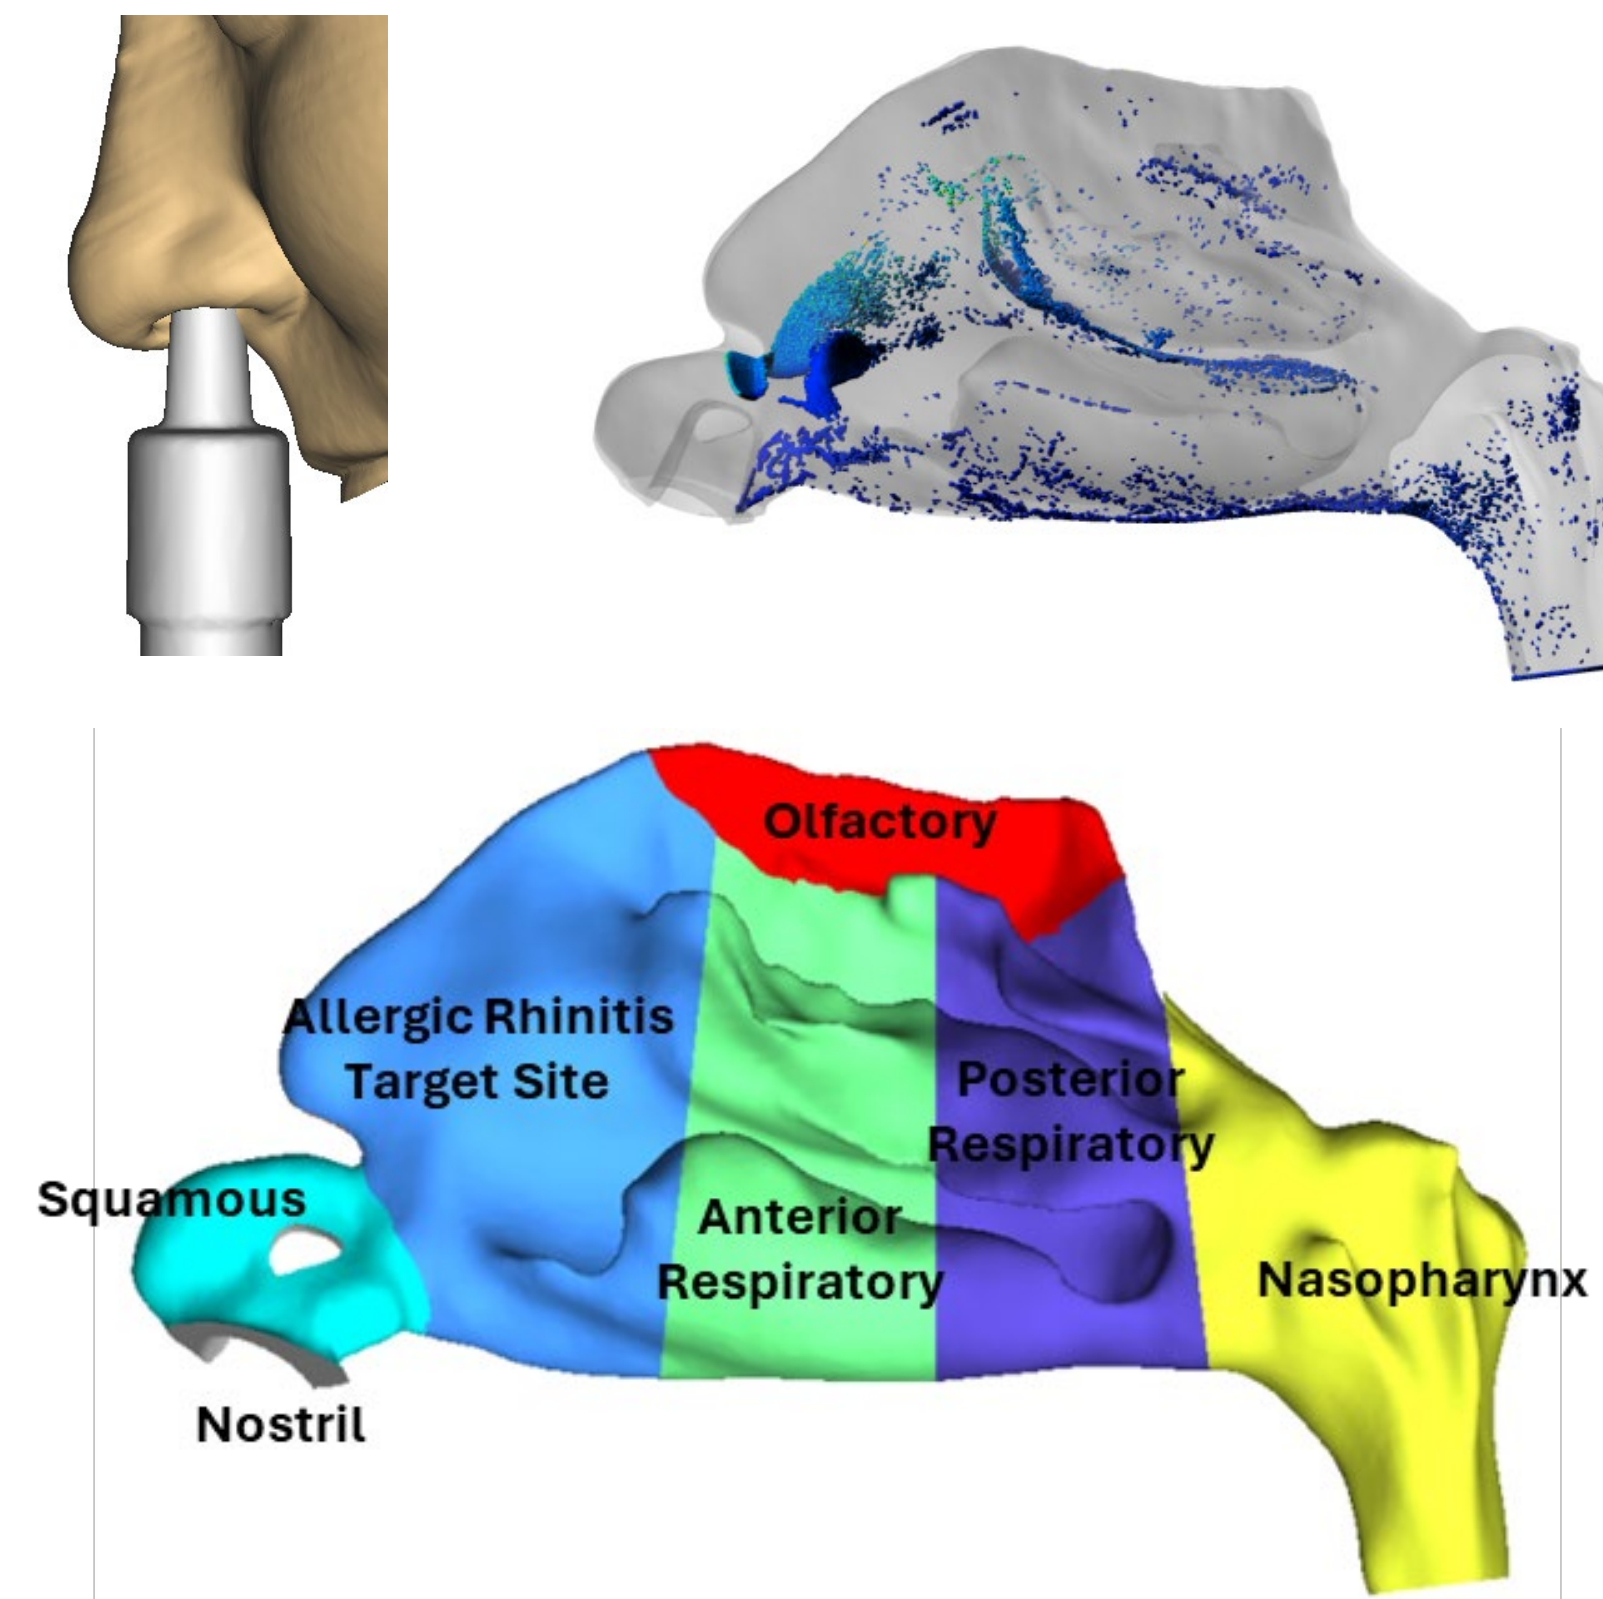 Olfactory
Allergic Rhinitis
Target Site
Posterior
Respiratory
Squamous
Anterior
Respiratory
Nasopharynx
Nostril